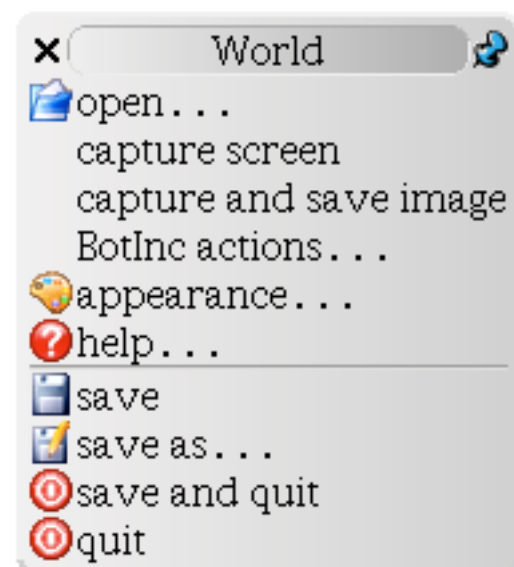 World
open...
capture screen
capture and save image
BotInc actions...
appearance...
help...
save
save as...
save and quit
quit